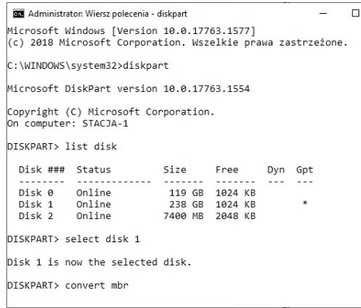 Administrator: Wiersz polecenia - diskpart
Microsoft Windows [Version 10.0.17763.1577]
(c) 2018 Microsoft Corporation. Wszelkie prawa zastrzeżone.
C:\WINDOWS\system32>diskpart
Microsoft DiskPart version 10.0.17763.1554
Copyright (C) Microsoft Corporation.
On computer: STACJA-1
DISKPART> list disk
Disk ### Status Size Free Dyn Gpt
-------- ------------- ------- ------- --- ---
Disk 0 Online 119 GB 1024 KB
Disk 1 Online 238 GB 1024 KB *
Disk 2 Online 7400 MB 2048 KB
DISKPART> select disk 1
Disk 1 is now the selected disk.
DISKPART> convert mbr